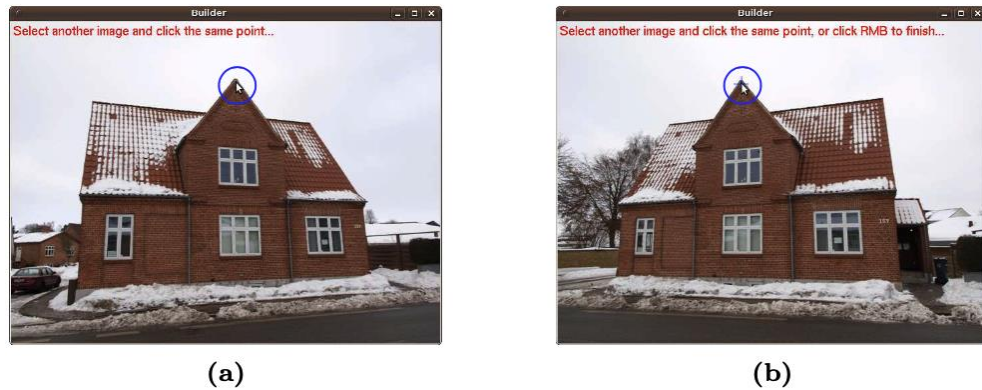 Builder
Select another image and click the same point...
Builder
Select another image and click the same point, or click RMB to finish...
(a)
(b)